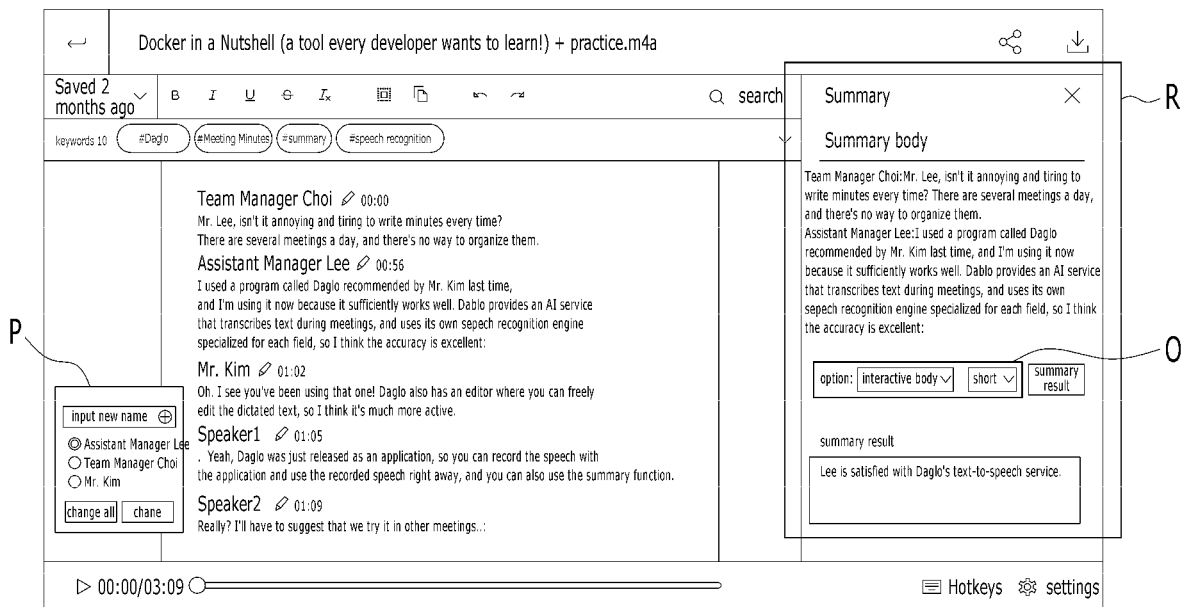 Docker in a Nutshell (a tool every developer wants to learn!) + practice.m4a
Saved 2
months ago
B I U S Ix
search
keywords 10 #Daglo #Meeting Minutes #summary #speech recognition
Team Manager Choi 00:00
Mr. Lee, isn't it annoying and tiring to write minutes every time?
There are several meetings a day, and there's no way to organize them.
Assistant Manager Lee 00:56
I used a program called Daglo recommended by Mr. Kim last time,
and I'm using it now because it sufficiently works well. Dablo provides an AI service
that transcribes text during meetings, and uses its own sepech recognition engine
specialized for each field, so I think the accuracy is excellent:
Mr. Kim 01:02
Oh. I see you've been using that one! Daglo also has an editor where you can freely
edit the dictated text, so I think it's much more active.
Speaker1 01:05
. Yeah, Daglo was just released as an application, so you can record the speech with
the application and use the recorded speech right away, and you can also use the summary function.
Speaker2 01:09
Really? I'll have to suggest that we try it in other meetings..:
P
input new name
Assistant Manager Lee
Team Manager Choi
Mr. Kim
change all chane
Summary
R
Summary body
Team Manager Choi:Mr. Lee, isn't it annoying and tiring to
write minutes every time? There are several meetings a day,
and there's no way to organize them.
Assistant Manager Lee:I used a program called Daglo
recommended by Mr. Kim last time, and I'm using it now
because it sufficiently works well. Dablo provides an AI service
that transcribes text during meetings, and uses its own
sepech recognition engine specialized for each field, so I think
the accuracy is excellent:
O
option: interactive body short summary
result
summary result
Lee is satisfied with Daglo's text-to-speech service.
00:00/03:09
Hotkeys settings